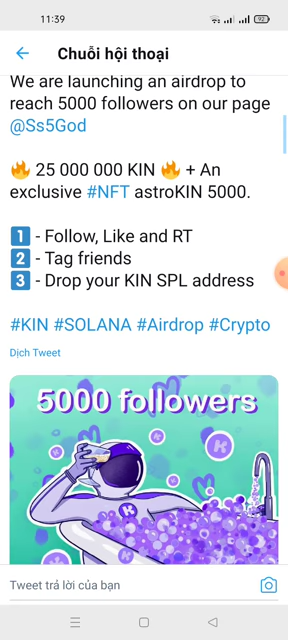 11:39
92
Chuỗi hội thoại
We are launching an airdrop to
reach 5000 followers on our page
@Ss5God
🔥 25 000 000 KIN 🔥 + An
exclusive #NFT astroKIN 5000.
1️⃣ - Follow, Like and RT
2️⃣ - Tag friends
3️⃣ - Drop your KIN SPL address
#KIN #SOLANA #Airdrop #Crypto
Dịch Tweet
5000 followers
Tweet trả lời của bạn